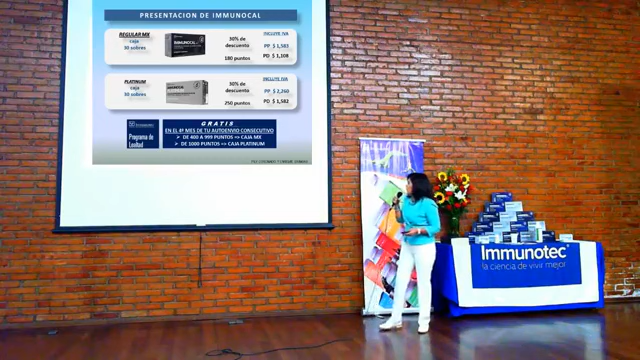 PRESENTACION DE IMMUNOCAL
REGULAR MX
caja
30 sobres
IMMUNOCAL
30% de
descuento
180 puntos
INCLUYE IVA
PP $ 1,583
PD $ 1,108
PLATINUM
caja
30 sobres
IMMUNOCAL
30% de
descuento
250 puntos
INCLUYE IVA
PP $ 2,260
PD $ 1,582
Programa de
Lealtad
GRATIS
EN EL 4º MES DE TU AUTOENVIO CONSECUTIVO
➢ DE 400 A 999 PUNTOS => CAJA MX
➢ DE 1000 PUNTOS => CAJA PLATINUM
Immunotec
la ciencia de vivir mejor